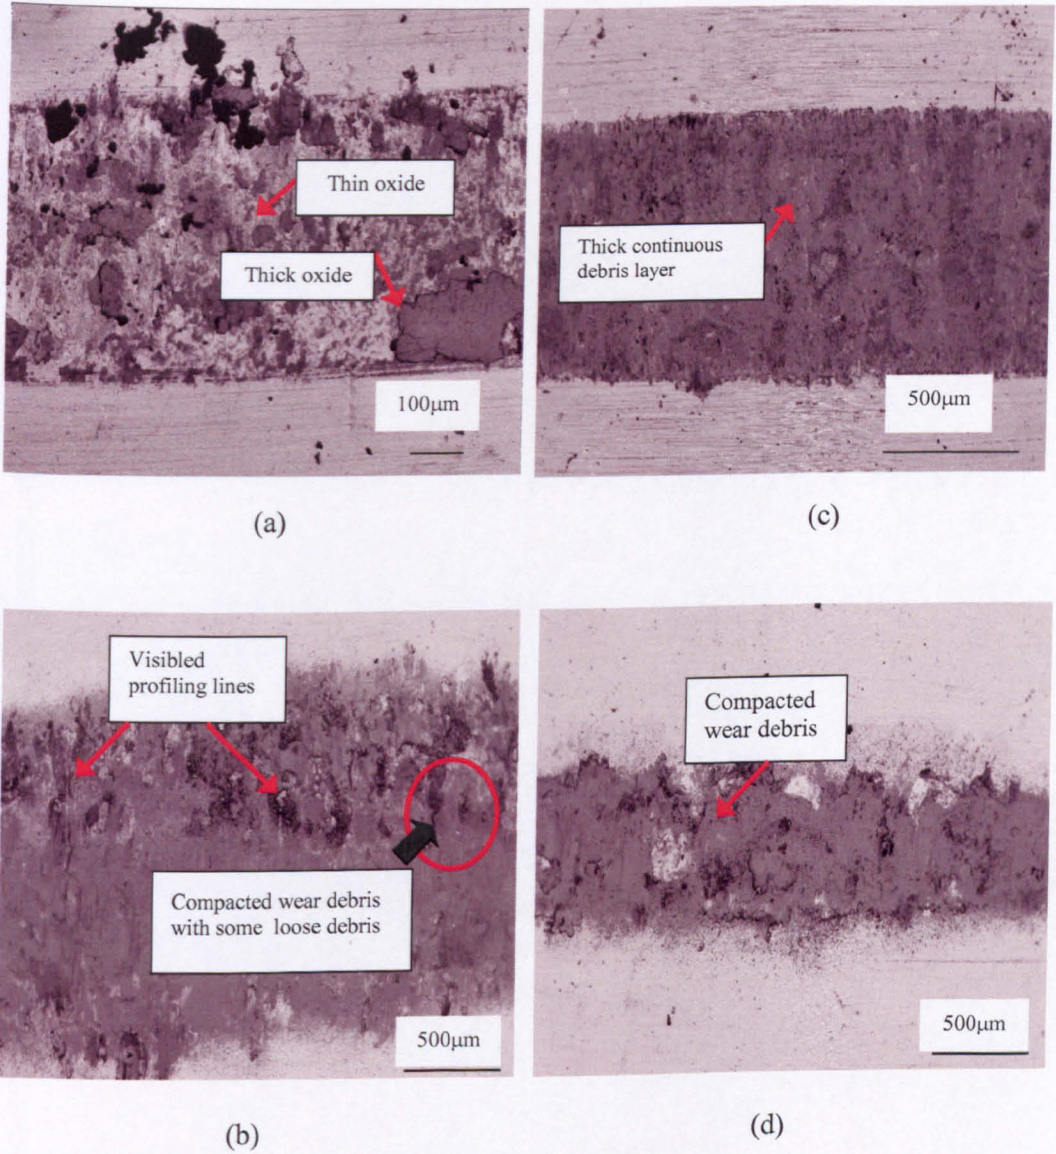 Thin oxide
Thick oxide
100μm
(a)
Thick continuous
debris layer
500μm
(c)
Visibled
profiling lines
Compacted wear debris
with some loose debris
500μm
(b)
Compacted
wear debris
500μm
(d)